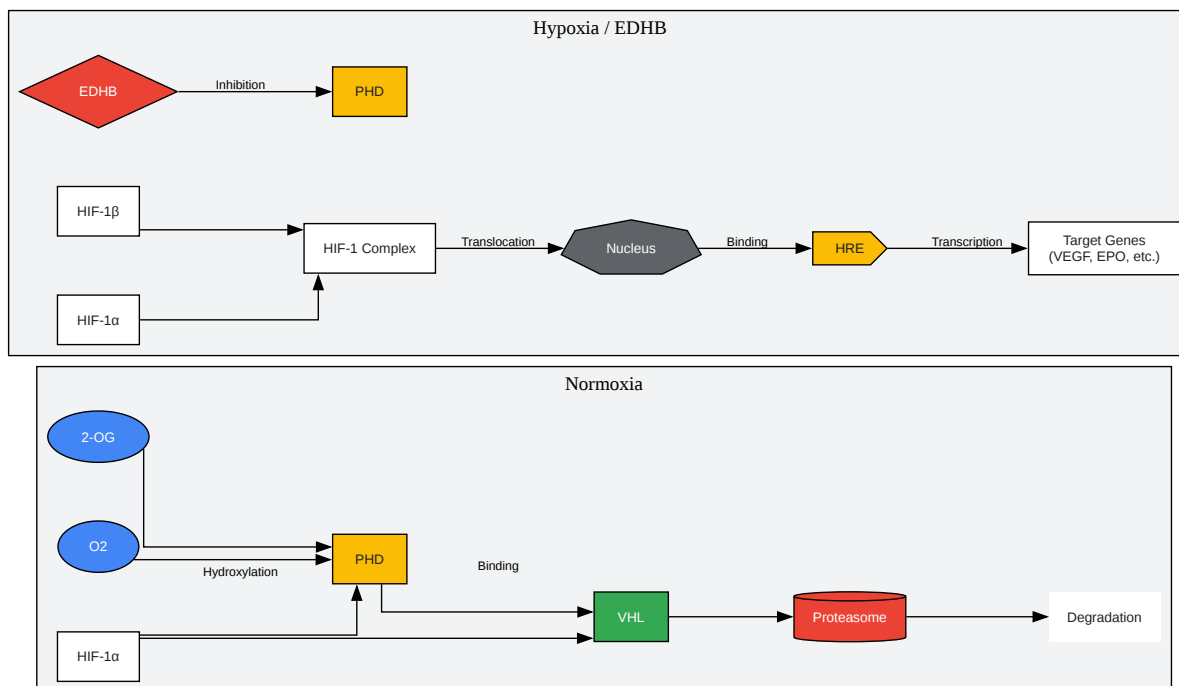 Hypoxia / EDHB
EDHB
Inhibition
PHD
HIF-1β
HIF-1 Complex
Translocation
Nucleus
Binding
HRE
Transcription
Target Genes
(VEGF, EPO, etc.)
HIF-1α
Normoxia
2-OG
O2
Hydroxylation
PHD
Binding
HIF-1α
VHL
Proteasome
Degradation